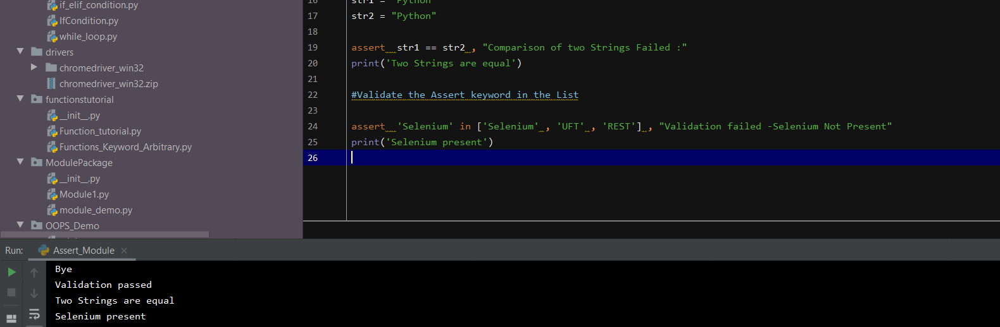 if_elif_condition.py
IfCondition.py
while_loop.py
drivers
chromedriver_win32
chromedriver_win32.zip
functionstutorial
__init__.py
Function_tutorial.py
Functions_Keyword_Arbitrary.py
ModulePackage
__init__.py
Module1.py
module_demo.py
OOPS_Demo
16 str1 = "Python"
17 str2 = "Python"
18
19 assert  str1 == str2 , "Comparison of two Strings Failed :"
20 print('Two Strings are equal')
21
22 #Validate the Assert keyword in the List
23
24 assert  'Selenium' in ['Selenium' , 'UFT' , 'REST'] , "Validation failed -Selenium Not Present"
25 print('Selenium present')
26
Run: Assert_Module
Bye
Validation passed
Two Strings are equal
Selenium present